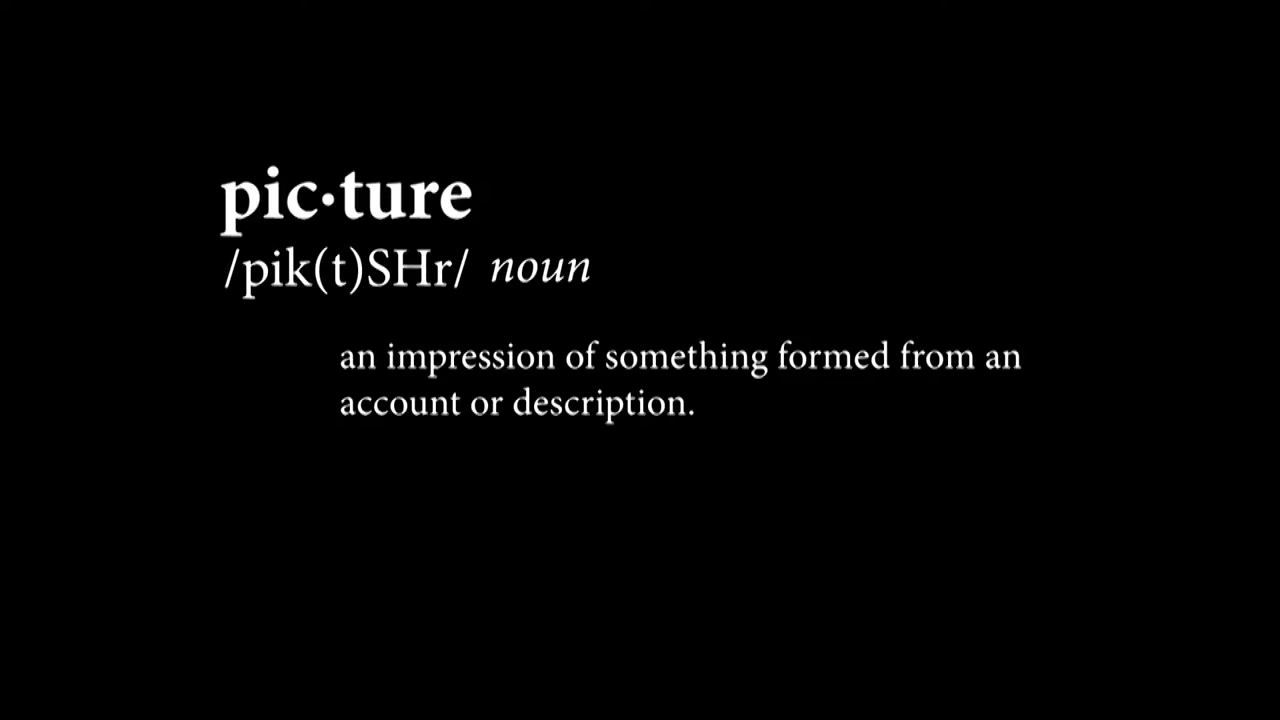 pic·ture
/pik(t)SHr/ noun
an impression of something formed from an
account or description.